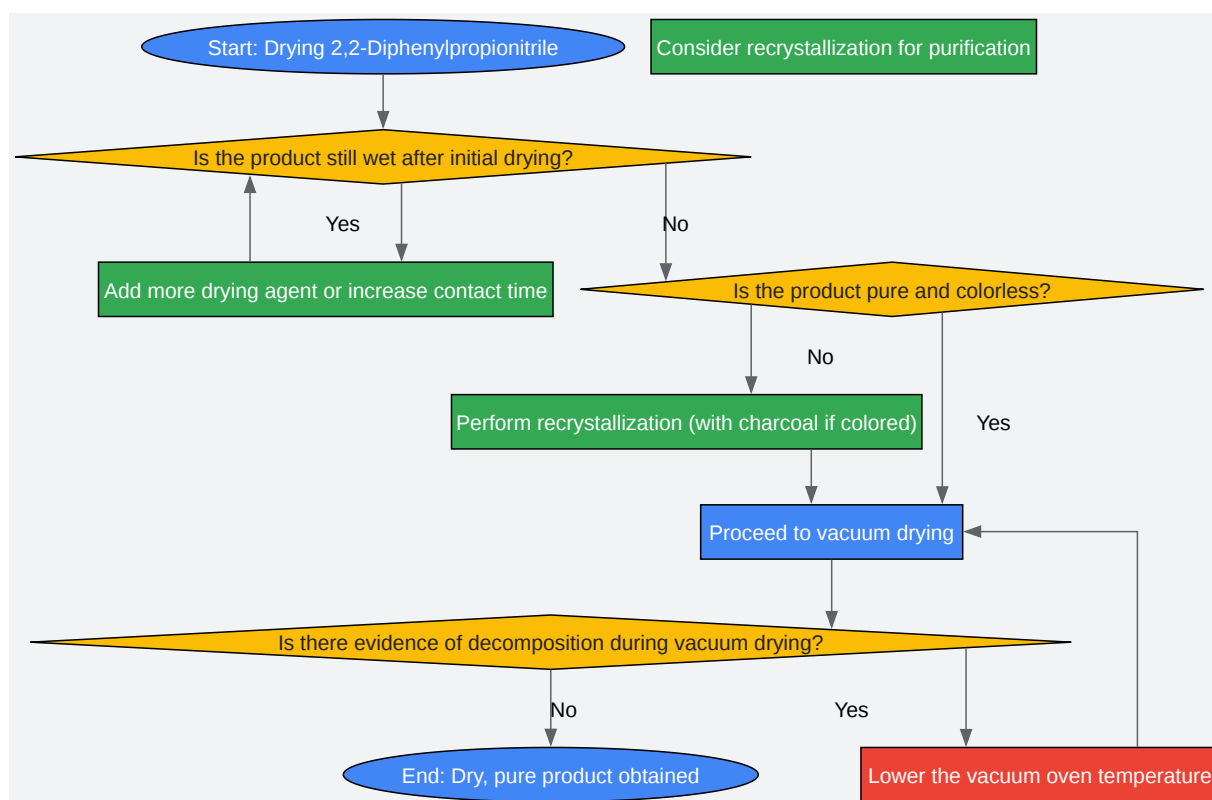 Start: Drying 2,2-Diphenylpropionitrile
Consider recrystallization for purification
Is the product still wet after initial drying?
Yes
No
Add more drying agent or increase contact time
Is the product pure and colorless?
No
Perform recrystallization (with charcoal if colored)
Yes
Proceed to vacuum drying
Is there evidence of decomposition during vacuum drying?
No
Yes
End: Dry, pure product obtained
Lower the vacuum oven temperature